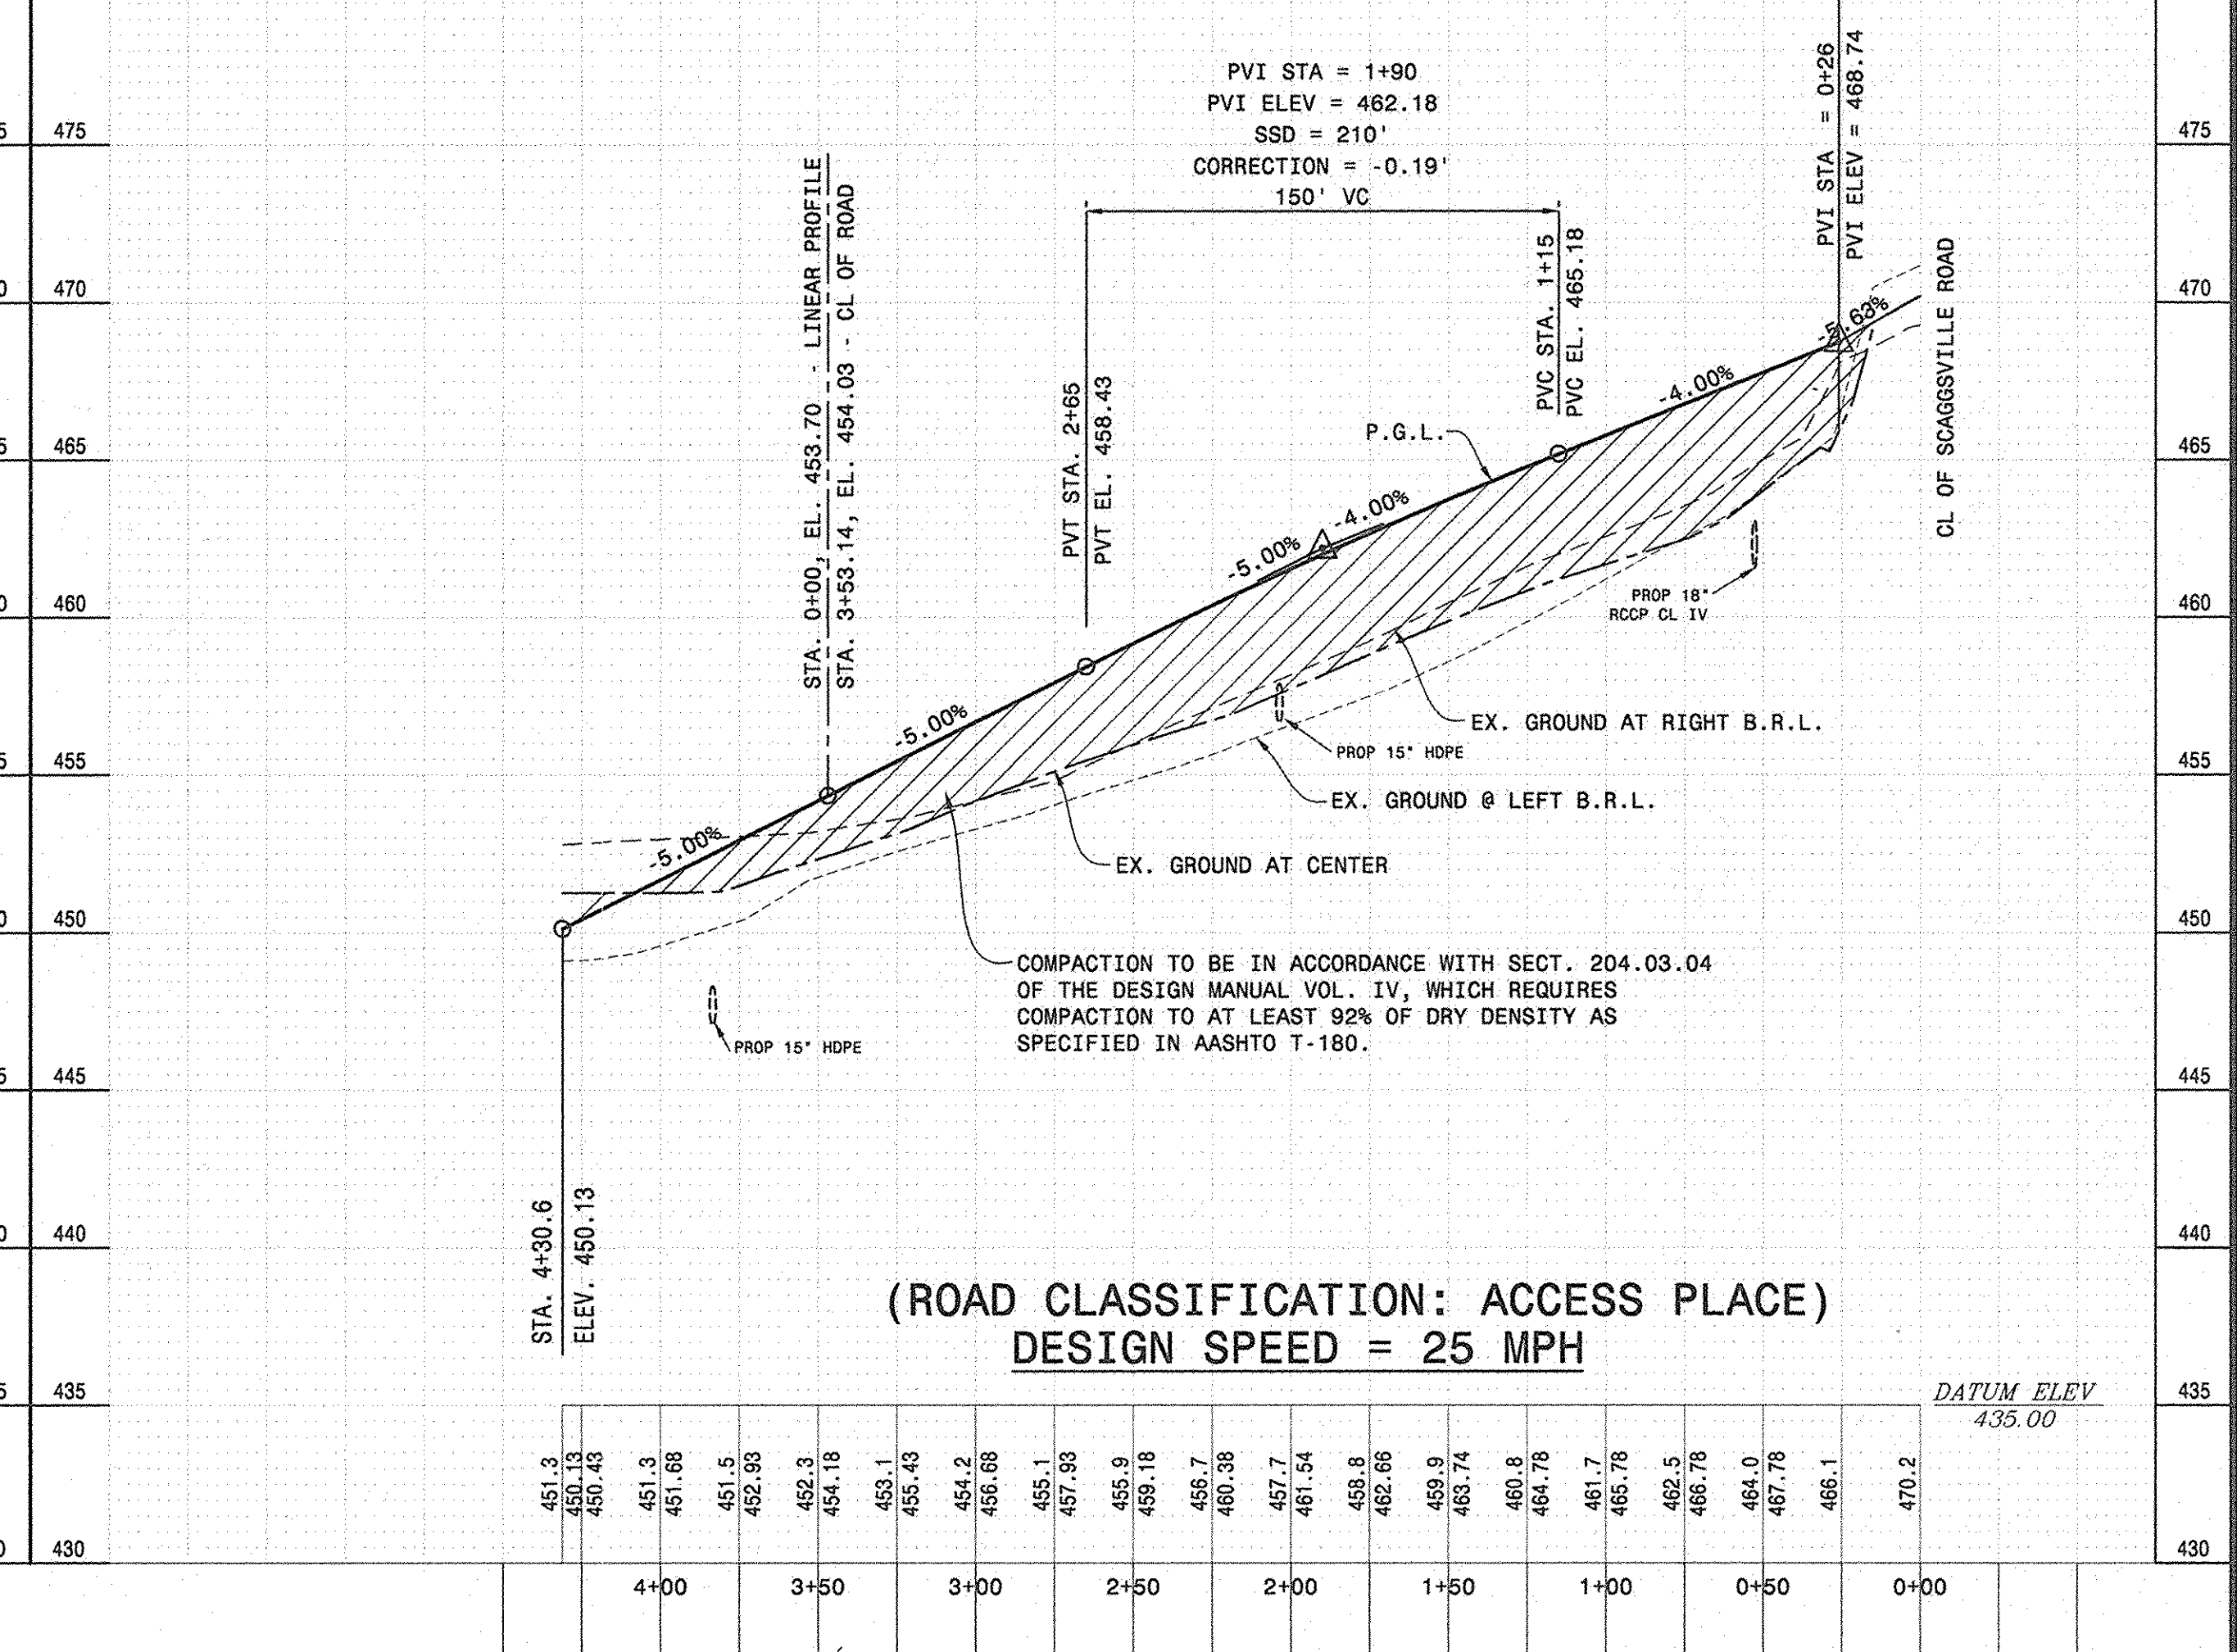 PVI STA = 1+90
PVI ELEV = 462.18
SSD = 210'
CORRECTION = -0.19'
150' VC
PVI STA = 0+26
PVI ELEV = 468.74
475
475
470
470
465
465
460
460
455
455
450
450
445
445
440
440
435
435
430
430
STA. 0+00, EL. 453.70 - LINEAR PROFILE
STA. 3+53.14, EL. 454.03 - CL OF ROAD
PVT STA. 2+65
PVT EL. 458.43
PVC STA. 1+15
PVC EL. 465.18
CL OF SCAGGSVILLE ROAD
-5.63%
-4.00%
P.G.L.
-4.00%
-5.00%
-5.00%
-5.00%
PROP 18"
RCCP CL IV
EX. GROUND AT RIGHT B.R.L.
PROP 15" HDPE
EX. GROUND @ LEFT B.R.L.
EX. GROUND AT CENTER
COMPACTION TO BE IN ACCORDANCE WITH SECT. 204.03.04
OF THE DESIGN MANUAL VOL. IV, WHICH REQUIRES
COMPACTION TO AT LEAST 92% OF DRY DENSITY AS
SPECIFIED IN AASHTO T-180.
PROP 15" HDPE
STA. 4+30.6
ELEV. 450.13
(ROAD CLASSIFICATION: ACCESS PLACE)
DESIGN SPEED = 25 MPH
DATUM ELEV
435.00
451.3
450.13
450.43
451.3
451.68
451.5
452.93
452.3
454.18
453.1
455.43
454.2
456.68
455.1
457.93
455.9
459.18
456.7
460.38
457.7
461.54
458.8
462.66
459.9
463.74
460.8
464.78
461.7
465.78
462.5
466.78
464.0
467.78
466.1
470.2
4+00
3+50
3+00
2+50
2+00
1+50
1+00
0+50
0+00